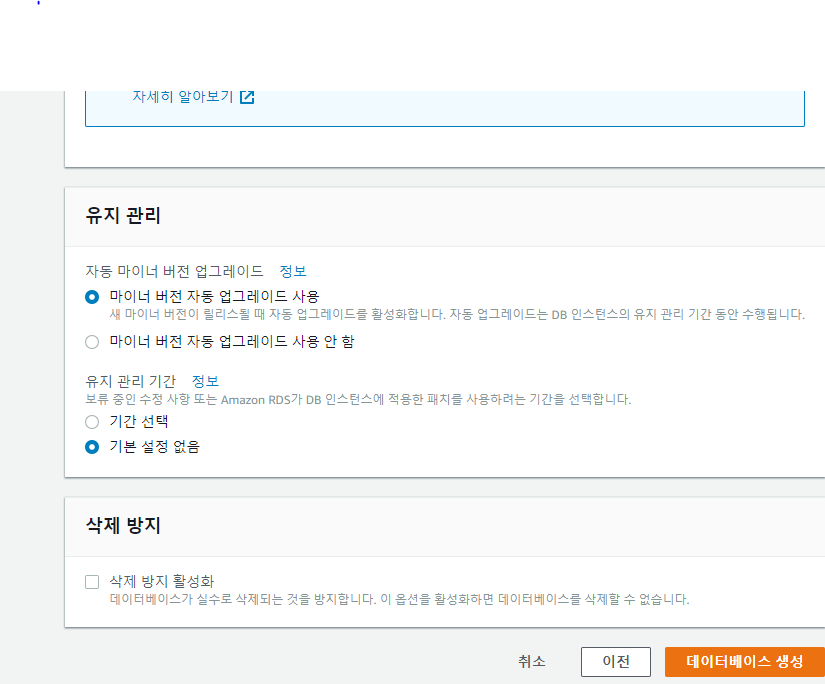 자세히 알아보기
유지 관리
자동 마이너 버전 업그레이드 정보
마이너 버전 자동 업그레이드 사용
새 마이너 버전이 릴리스될 때 자동 업그레이드를 활성화합니다. 자동 업그레이드는 DB 인스턴스의 유지 관리 기간 동안 수행됩니다.
마이너 버전 자동 업그레이드 사용 안 함
유지 관리 기간 정보
보류 중인 수정 사항 또는 Amazon RDS가 DB 인스턴스에 적용한 패치를 사용하려는 기간을 선택합니다.
기간 선택
기본 설정 없음
삭제 방지
삭제 방지 활성화
데이터베이스가 실수로 삭제되는 것을 방지합니다. 이 옵션을 활성화하면 데이터베이스를 삭제할 수 없습니다.
취소 이전 데이터베이스 생성